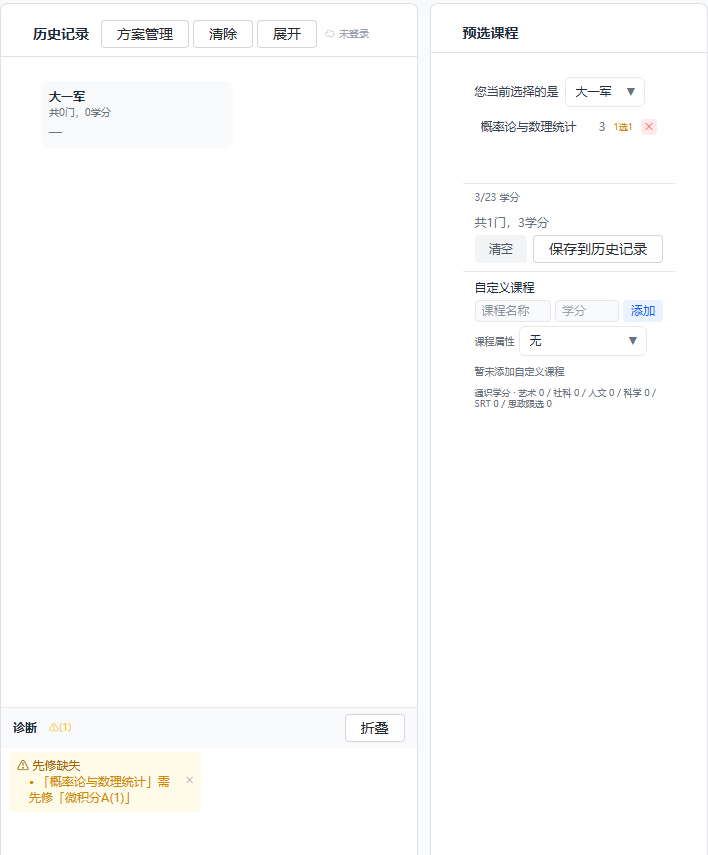 历史记录 方案管理 清除 展开 未登录
大一军
共0门，0学分
—
诊断 (1) 折叠
先修缺失
• 「概率论与数理统计」需
先修「微积分A(1)」
预选课程
您当前选择的是 大一军
概率论与数理统计 3 1选1
3/23 学分
共1门，3学分
清空 保存到历史记录
自定义课程
课程名称 学分 添加
课程属性 无
暂未添加自定义课程
通识学分 · 艺术 0 / 社科 0 / 人文 0 / 科学 0 /
SRT 0 / 思政限选 0